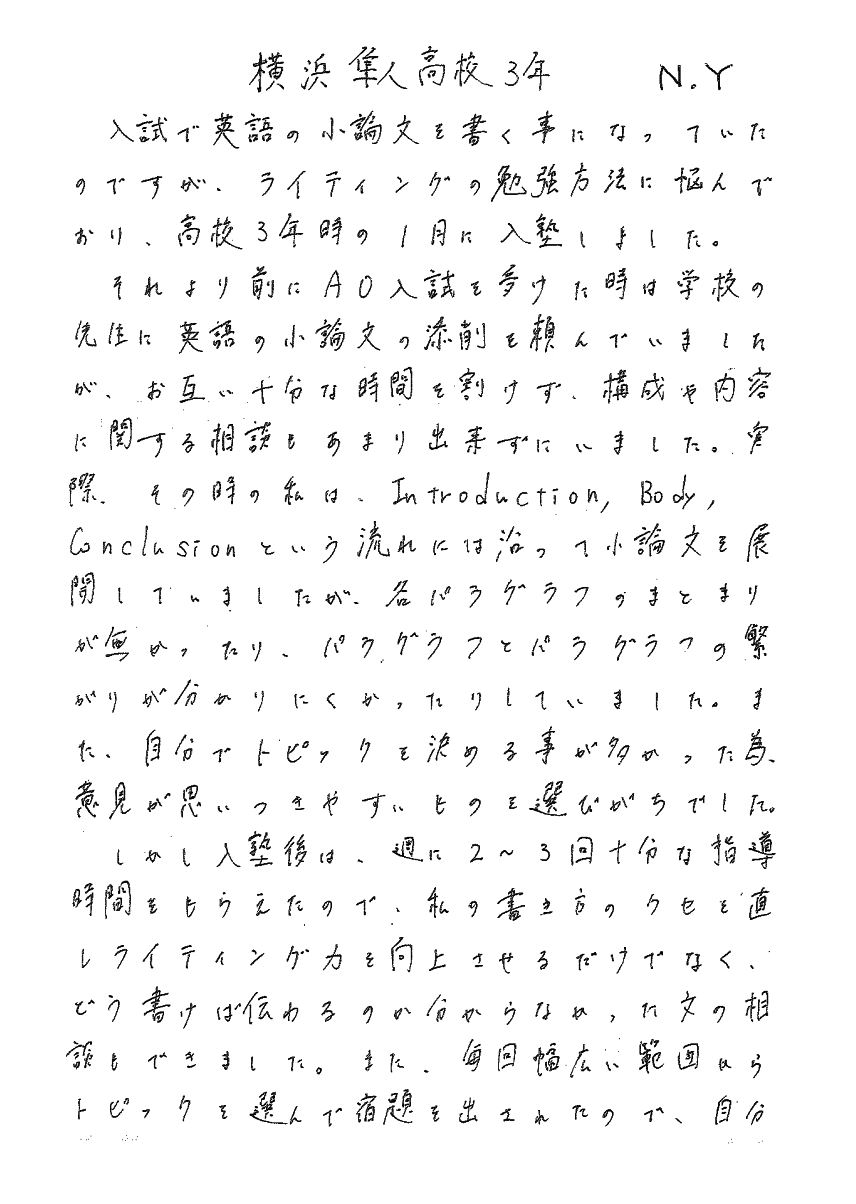 横浜隼人高校3年 N.Y
入試で英語の小論文を書く事になっていた
のですが、ライティングの勉強方法に悩んで
おり、高校3年時の1月に入塾しました。
それより前にAO入試を受けた時は学校の
先生に英語の小論文の添削を頼んでいました
が、お互い十分な時間を割けず、構成や内容
に関する相談もあまり出来ずにいました。実
際、その時の私は、Introduction, Body,
Conclusionという流れには沿って小論文を展
開していましたが、各パラグラフのまとまり
が無かったり、パラグラフとパラグラフの繋
がりが分かりにくかったりしていました。ま
た、自分でトピックを決める事が多かった為、
意見が思いつきやすいものを選びがちでした。
しかし入塾後は、週に2~3回十分な指導
時間をもらえたので、私の書き方のクセを直
しライティング力を向上させるだけでなく、
どう書けば伝わるのか分からなかった文の相
談もできました。また、毎回幅広い範囲から
トピックを選んで宿題を出されたので、自分